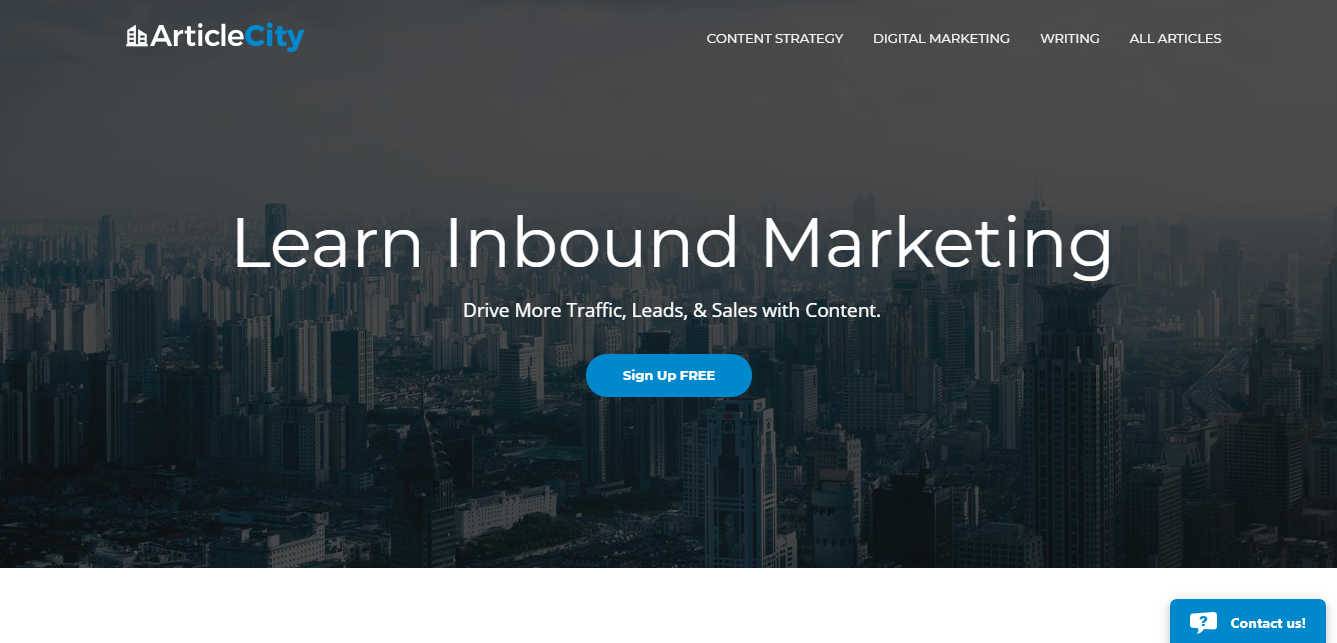 ArticleCity
CONTENT STRATEGY DIGITAL MARKETING WRITING ALL ARTICLES
Learn Inbound Marketing
Drive More Traffic, Leads, & Sales with Content.
Sign Up FREE
? Contact us!